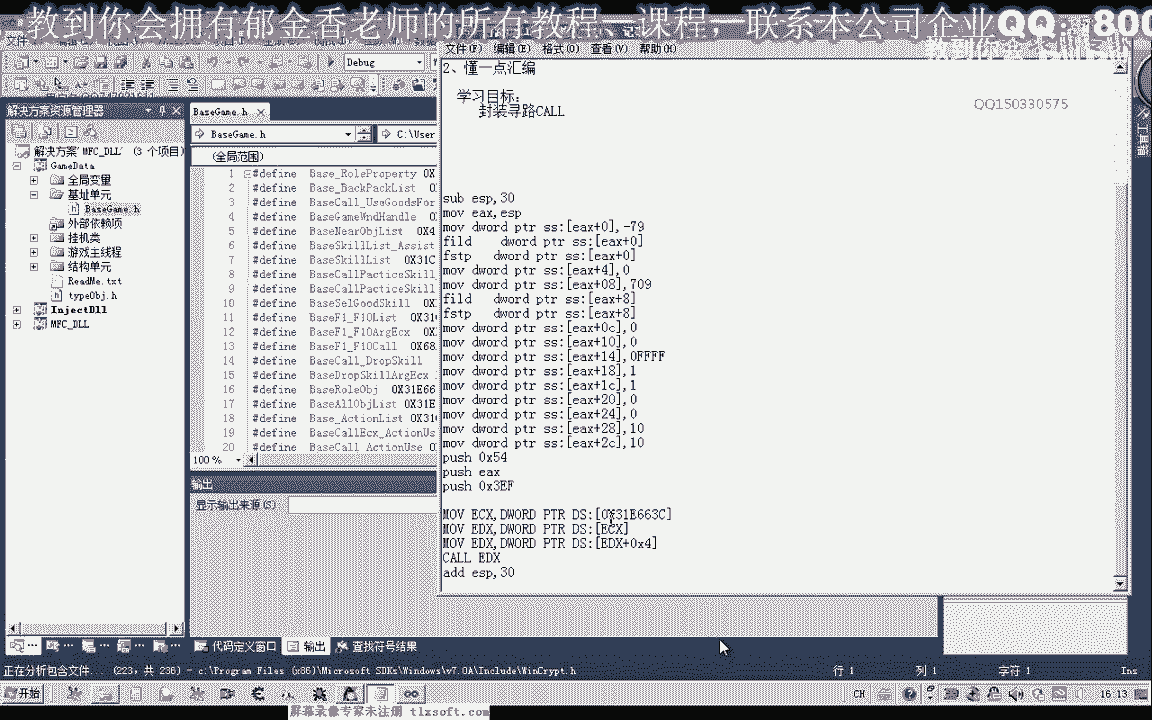 教到你会拥有郁金香老师的所有教程、课程，联系本公司企业QQ：800
文件(F) 编辑(E) 格式(O) 查看(V) 帮助(H)
Debug
2、懂一点汇编
学习目标：
封装寻路CALL
QQ150330575
解决方案资源管理器
解决方案"MFC_DLL" (3 个项目)
GameData
全局变量
基址单元
BaseGame.h
外部依赖项
挂机类
游戏主线程
结构单元
ReadMe.txt
typeObj.h
InjectDll
MFC_DLL
BaseGame.h
BaseGame.h
C:\User
(全局范围)
1 #define Base_RoleProperty 0X
2 #define Base_BackPackList 0
3 #define BaseCall_UseGoodsFor
4 #define BaseGameWndHandle 0
5 #define BaseNearObjList 0X4
6 #define BaseSkillList_Assist
7 #define BaseSkillList 0X31C
8 #define BaseCallPacticeSkill
9 #define BaseCallPacticeSkill
10 #define BaseSelGoodSkill 0X
11 #define BaseF1_F10List 0X31
12 #define BaseF1_F10ArgEcx 0X
13 #define BaseF1_F10Call 0X68
14 #define BaseCall_DropSkill
15 #define BaseDropSkillArgEcx
16 #define BaseRoleObj 0X31E66
17 #define BaseAllObjList 0X31E
18 #define Base_ActionList 0X31
19 #define BaseCallEcx_ActionUs
20 #define BaseCall_ActionUse 0
100 %
输出
显示输出来源(S)
sub esp,30
mov eax,esp
mov dword ptr ss:[eax+0],-79
fild dword ptr ss:[eax+0]
fstp dword ptr ss:[eax+0]
mov dword ptr ss:[eax+4],0
mov dword ptr ss:[eax+08],709
fild dword ptr ss:[eax+8]
fstp dword ptr ss:[eax+8]
mov dword ptr ss:[eax+0c],0
mov dword ptr ss:[eax+10],0
mov dword ptr ss:[eax+14],0FFFF
mov dword ptr ss:[eax+18],1
mov dword ptr ss:[eax+1c],1
mov dword ptr ss:[eax+20],0
mov dword ptr ss:[eax+24],0
mov dword ptr ss:[eax+28],10
mov dword ptr ss:[eax+2c],10
push 0x54
push eax
push 0x3EF
MOV ECX,DWORD PTR DS:[0X31E663C]
MOV EDX,DWORD PTR DS:[ECX]
MOV EDX,DWORD PTR DS:[EDX+0x4]
CALL EDX
add esp,30
工具箱
代码定义窗口 输出 查找符号结果
正在分析包含文件... (223, 共 236) - c:\Program Files (x86)\Microsoft SDKs\Windows\v7.0A\Include\WinCrypt.h
行 1 列 1 字符 1 Ins
开始
CH
16:13
屏幕录像专家未注册 tlxsoft.com